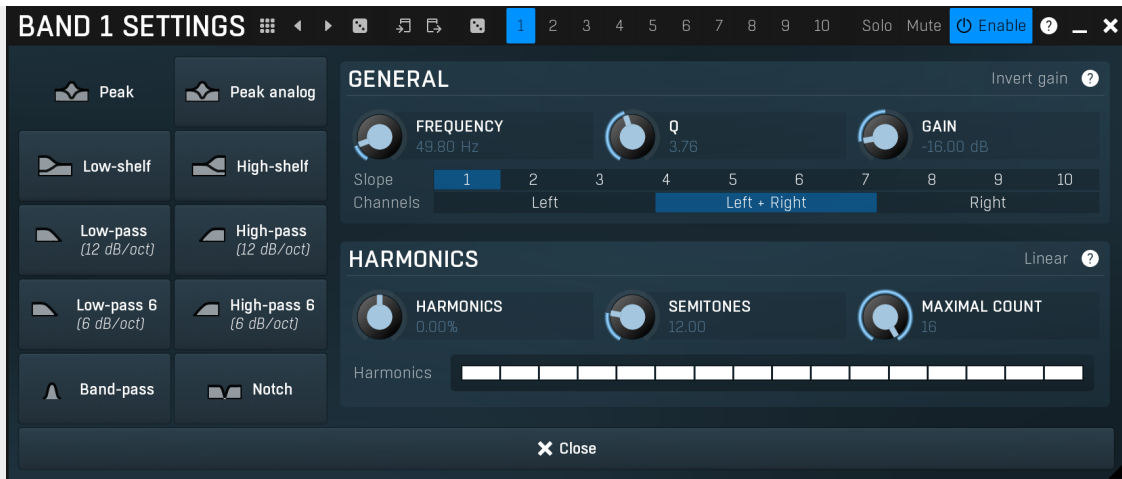 BAND 1 SETTINGS 1 2 3 4 5 6 7 8 9 10 Solo Mute Enable ?
Peak
Peak analog
Low-shelf
High-shelf
Low-pass
(12 dB/oct)
High-pass
(12 dB/oct)
Low-pass 6
(6 dB/oct)
High-pass 6
(6 dB/oct)
Band-pass
Notch
GENERAL Invert gain ?
FREQUENCY
49.80 Hz
Q
3.76
GAIN
-16.00 dB
Slope 1 2 3 4 5 6 7 8 9 10
Channels Left Left + Right Right
HARMONICS Linear ?
HARMONICS
0.00%
SEMITONES
12.00
MAXIMAL COUNT
16
Harmonics
Close